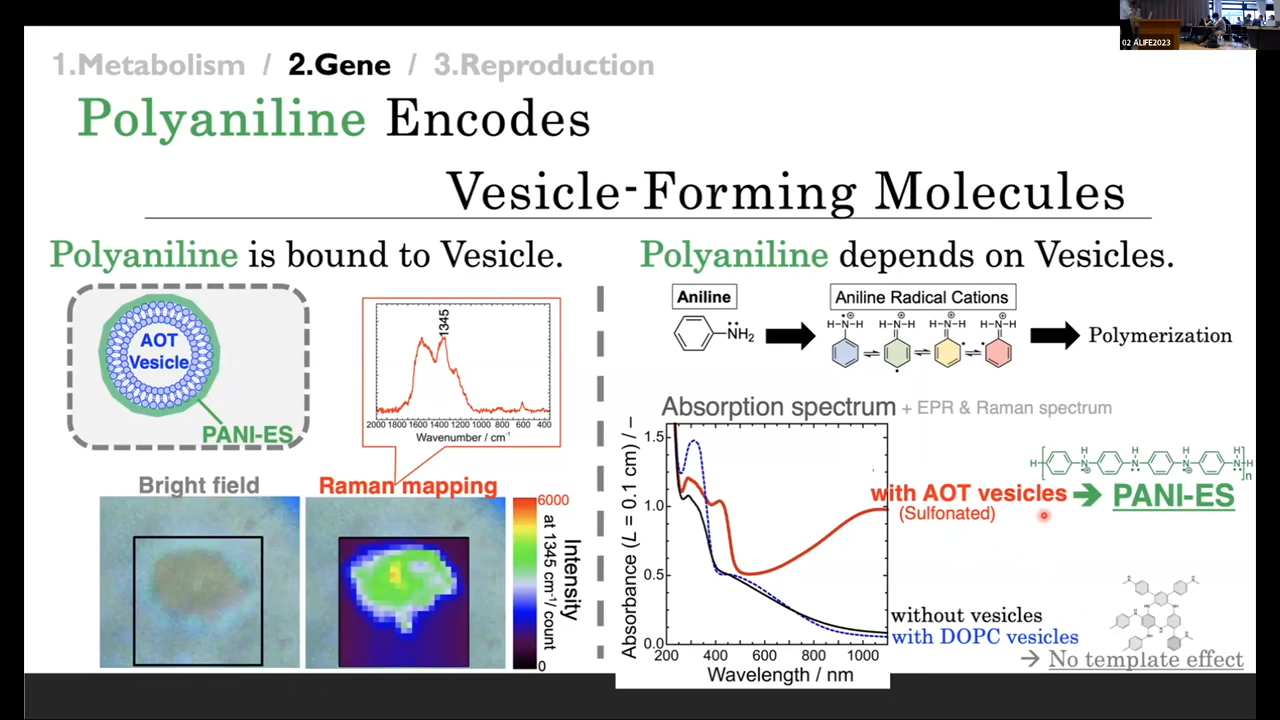 02 ALIFE2023
1.Metabolism / 2.Gene / 3.Reproduction
Polyaniline Encodes
Vesicle-Forming Molecules
Polyaniline is bound to Vesicle.
AOT
Vesicle
PANI-ES
1345
2000 1800 1600 1400 1200 1000 800 600 400
Wavenumber / cm-1
Bright field
Raman mapping
6000
0
Intensity
at 1345 cm-1/ count
Polyaniline depends on Vesicles.
Aniline
NH2
Aniline Radical Cations
H-N-H H-N-H H-N-H H-N-H
Polymerization
Absorption spectrum + EPR & Raman spectrum
Absorbance (L = 0.1 cm) / –
1.5
1.0
0.5
0.0
200 400 600 800 1000
Wavelength / nm
with AOT vesicles → PANI-ES
(Sulfonated)
without vesicles
with DOPC vesicles
→ No template effect